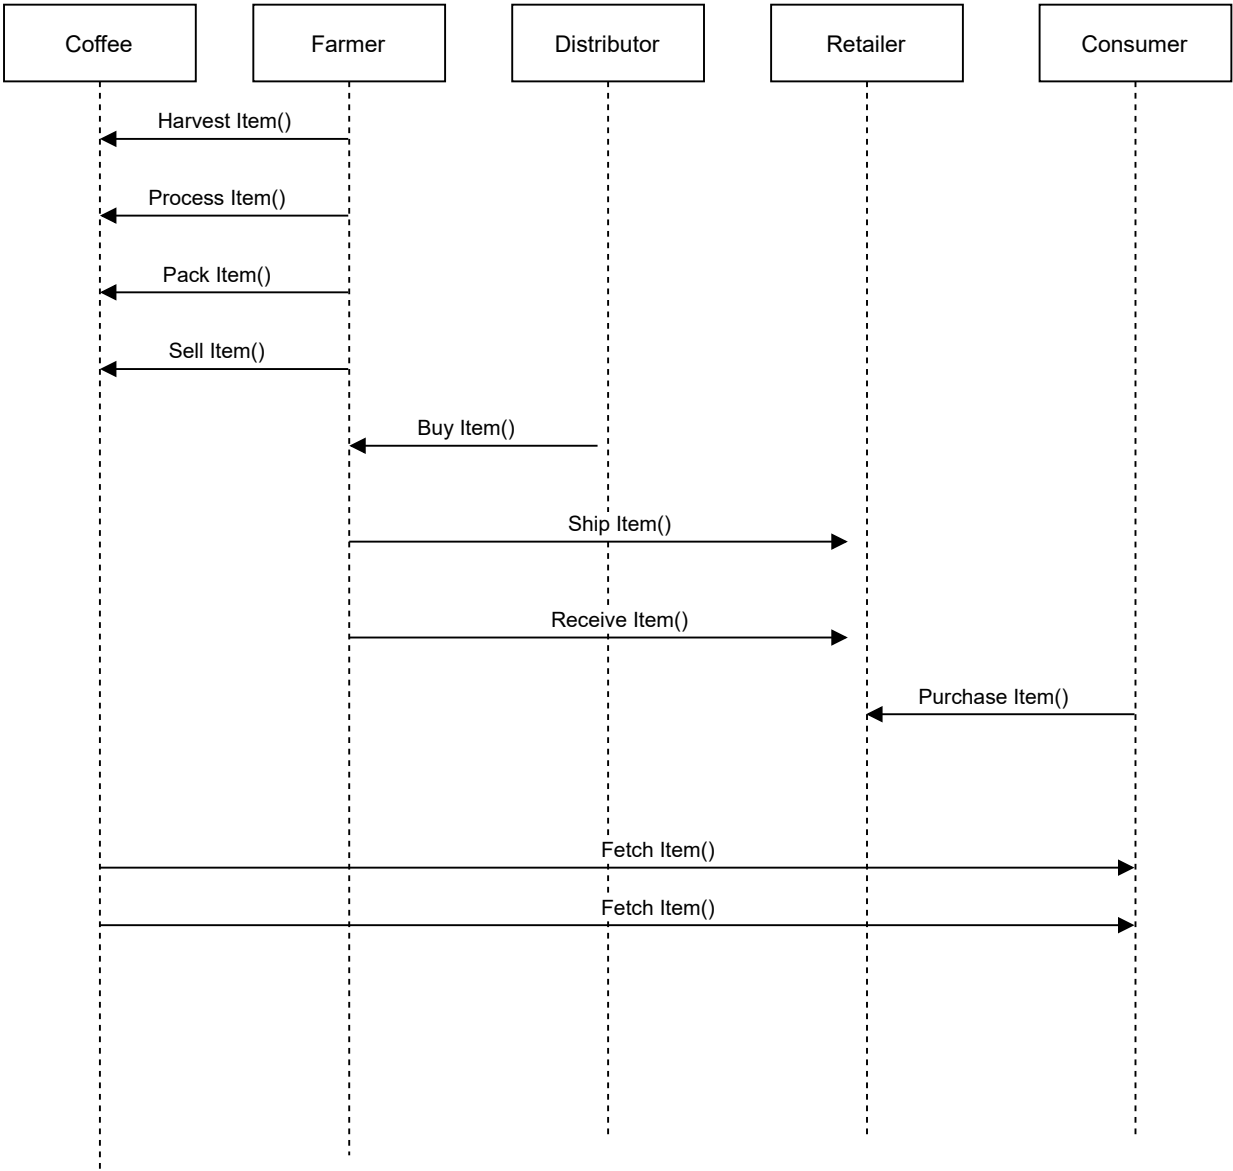 Coffee
Farmer
Distributor
Retailer
Consumer
Harvest Item()
Process Item()
Pack Item()
Sell Item()
Buy Item()
Ship Item()
Receive Item()
Purchase Item()
Fetch Item()
Fetch Item()